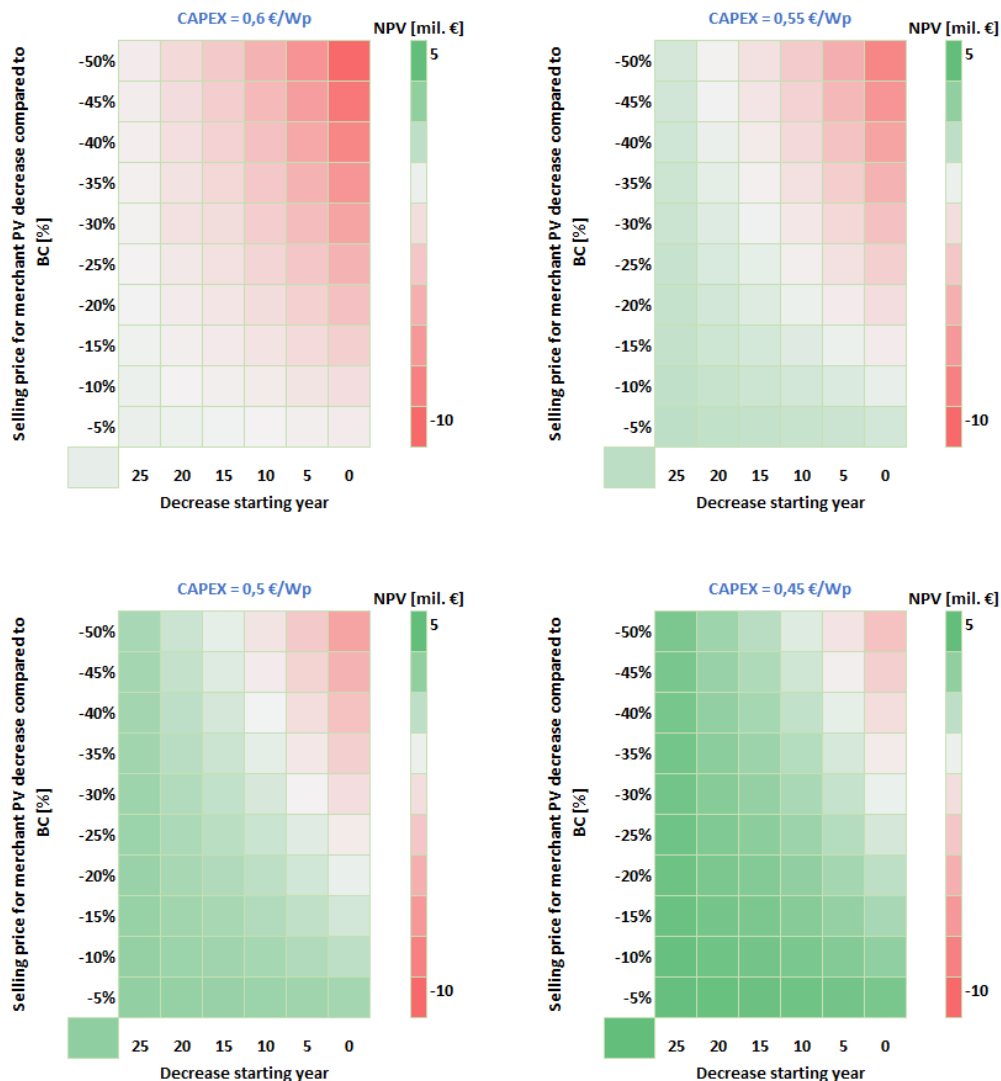 CAPEX = 0,6 €/Wp
NPV [mil. €]
5
-10
Selling price for merchant PV decrease compared to
BC [%]
-50%
-45%
-40%
-35%
-30%
-25%
-20%
-15%
-10%
-5%
25 20 15 10 5 0
Decrease starting year
CAPEX = 0,55 €/Wp
NPV [mil. €]
5
-10
Selling price for merchant PV decrease compared to
BC [%]
-50%
-45%
-40%
-35%
-30%
-25%
-20%
-15%
-10%
-5%
25 20 15 10 5 0
Decrease starting year
CAPEX = 0,5 €/Wp
NPV [mil. €]
5
-10
Selling price for merchant PV decrease compared to
BC [%]
-50%
-45%
-40%
-35%
-30%
-25%
-20%
-15%
-10%
-5%
25 20 15 10 5 0
Decrease starting year
CAPEX = 0,45 €/Wp
NPV [mil. €]
5
-10
Selling price for merchant PV decrease compared to
BC [%]
-50%
-45%
-40%
-35%
-30%
-25%
-20%
-15%
-10%
-5%
25 20 15 10 5 0
Decrease starting year